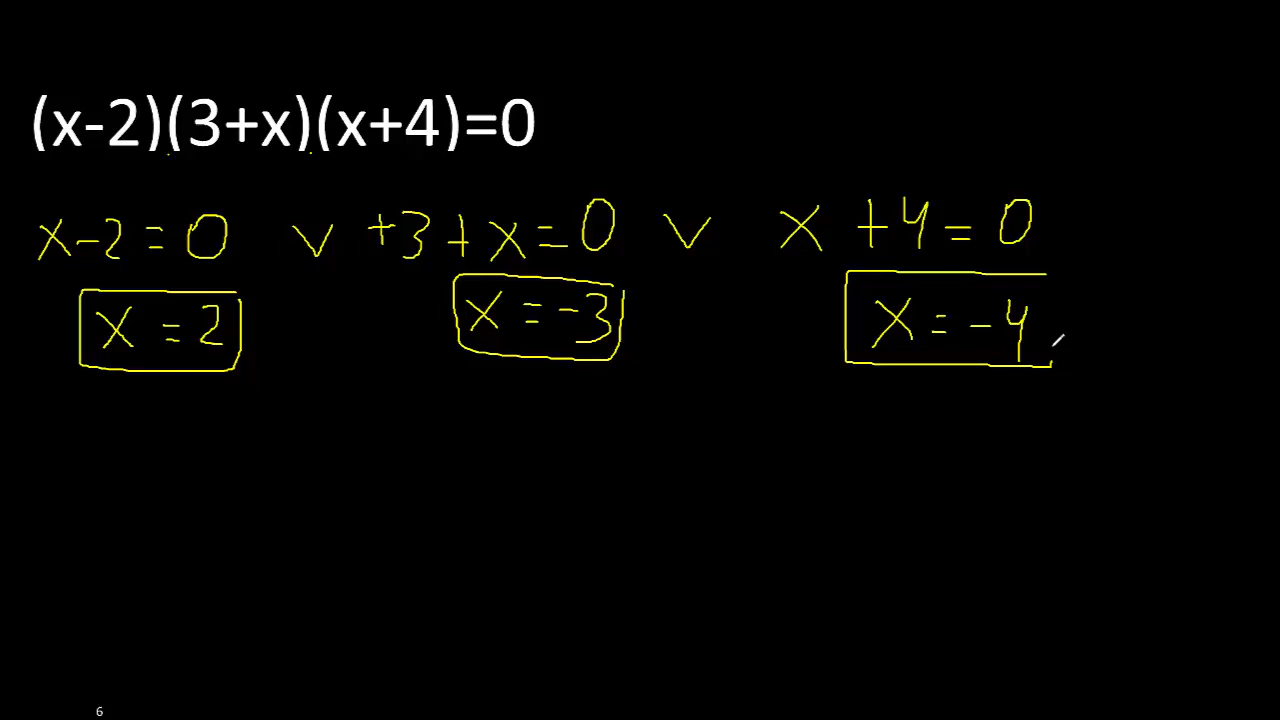 (x-2)(3+x)(x+4)=0
x-2=0 v +3+x=0 v x+4=0
x=2 x=-3 x=-4
6